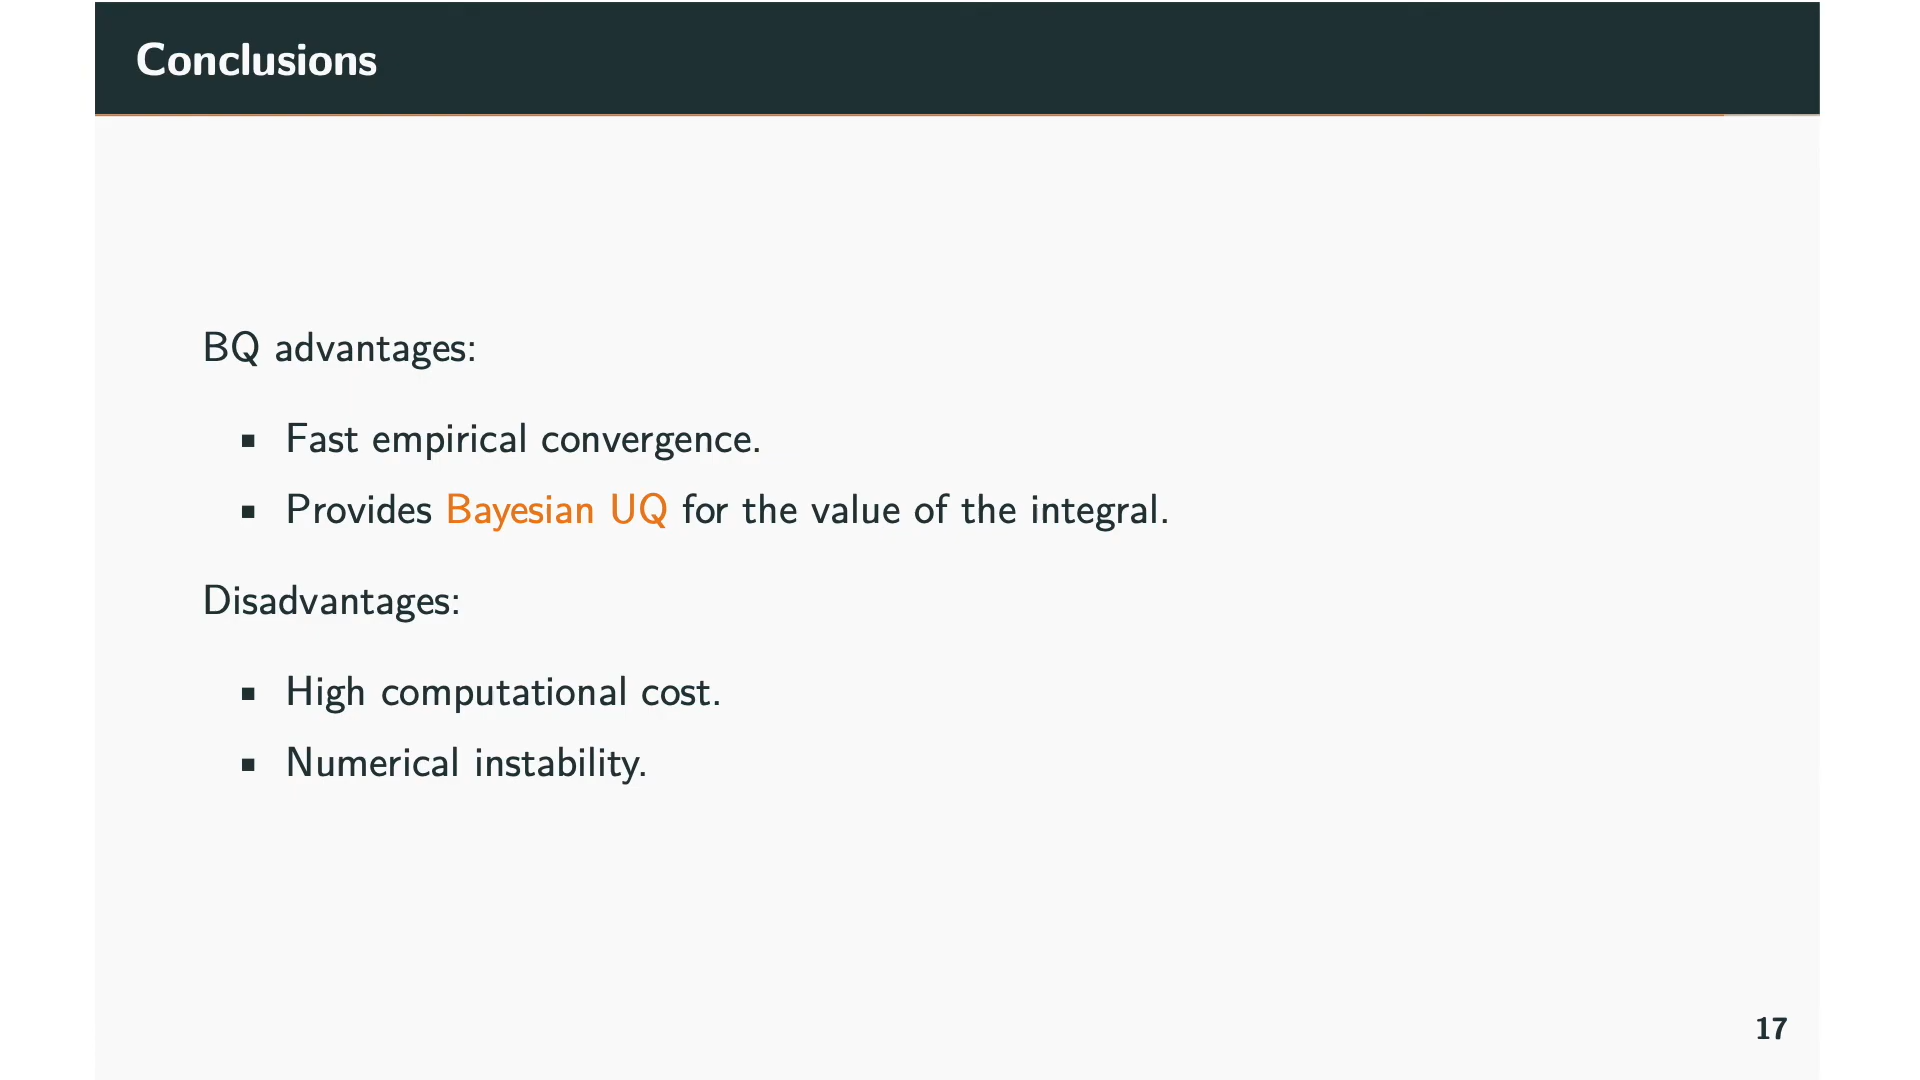 Conclusions
BQ advantages:
▪ Fast empirical convergence.
▪ Provides Bayesian UQ for the value of the integral.
Disadvantages:
▪ High computational cost.
▪ Numerical instability.
17